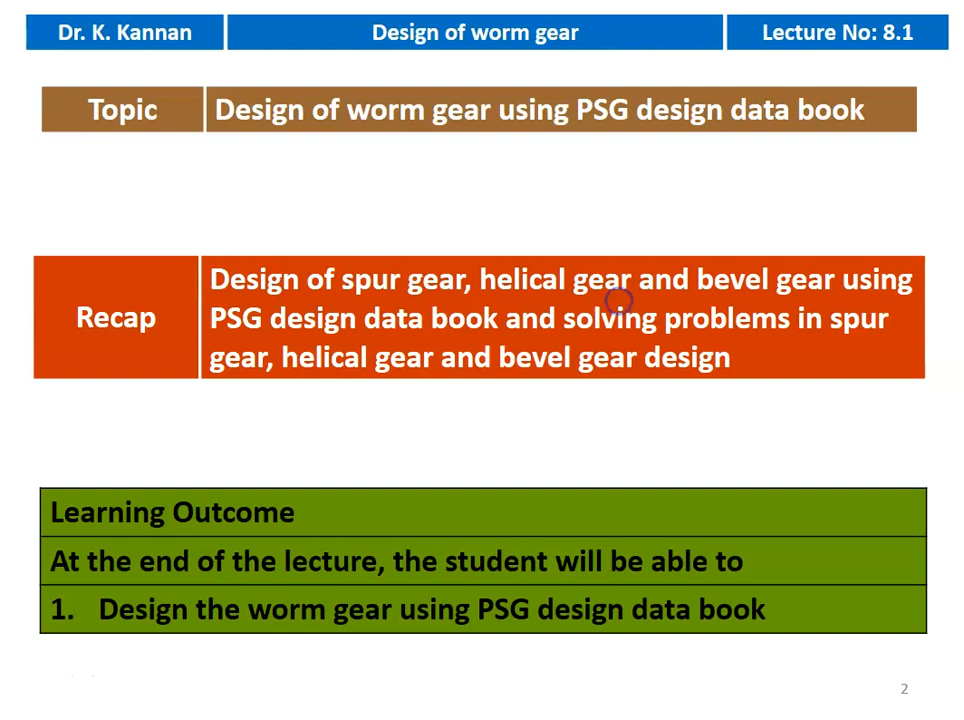 Dr. K. Kannan
Design of worm gear
Lecture No: 8.1
Topic
Design of worm gear using PSG design data book
Recap
Design of spur gear, helical gear and bevel gear using
PSG design data book and solving problems in spur
gear, helical gear and bevel gear design
Learning Outcome
At the end of the lecture, the student will be able to
1. Design the worm gear using PSG design data book
2